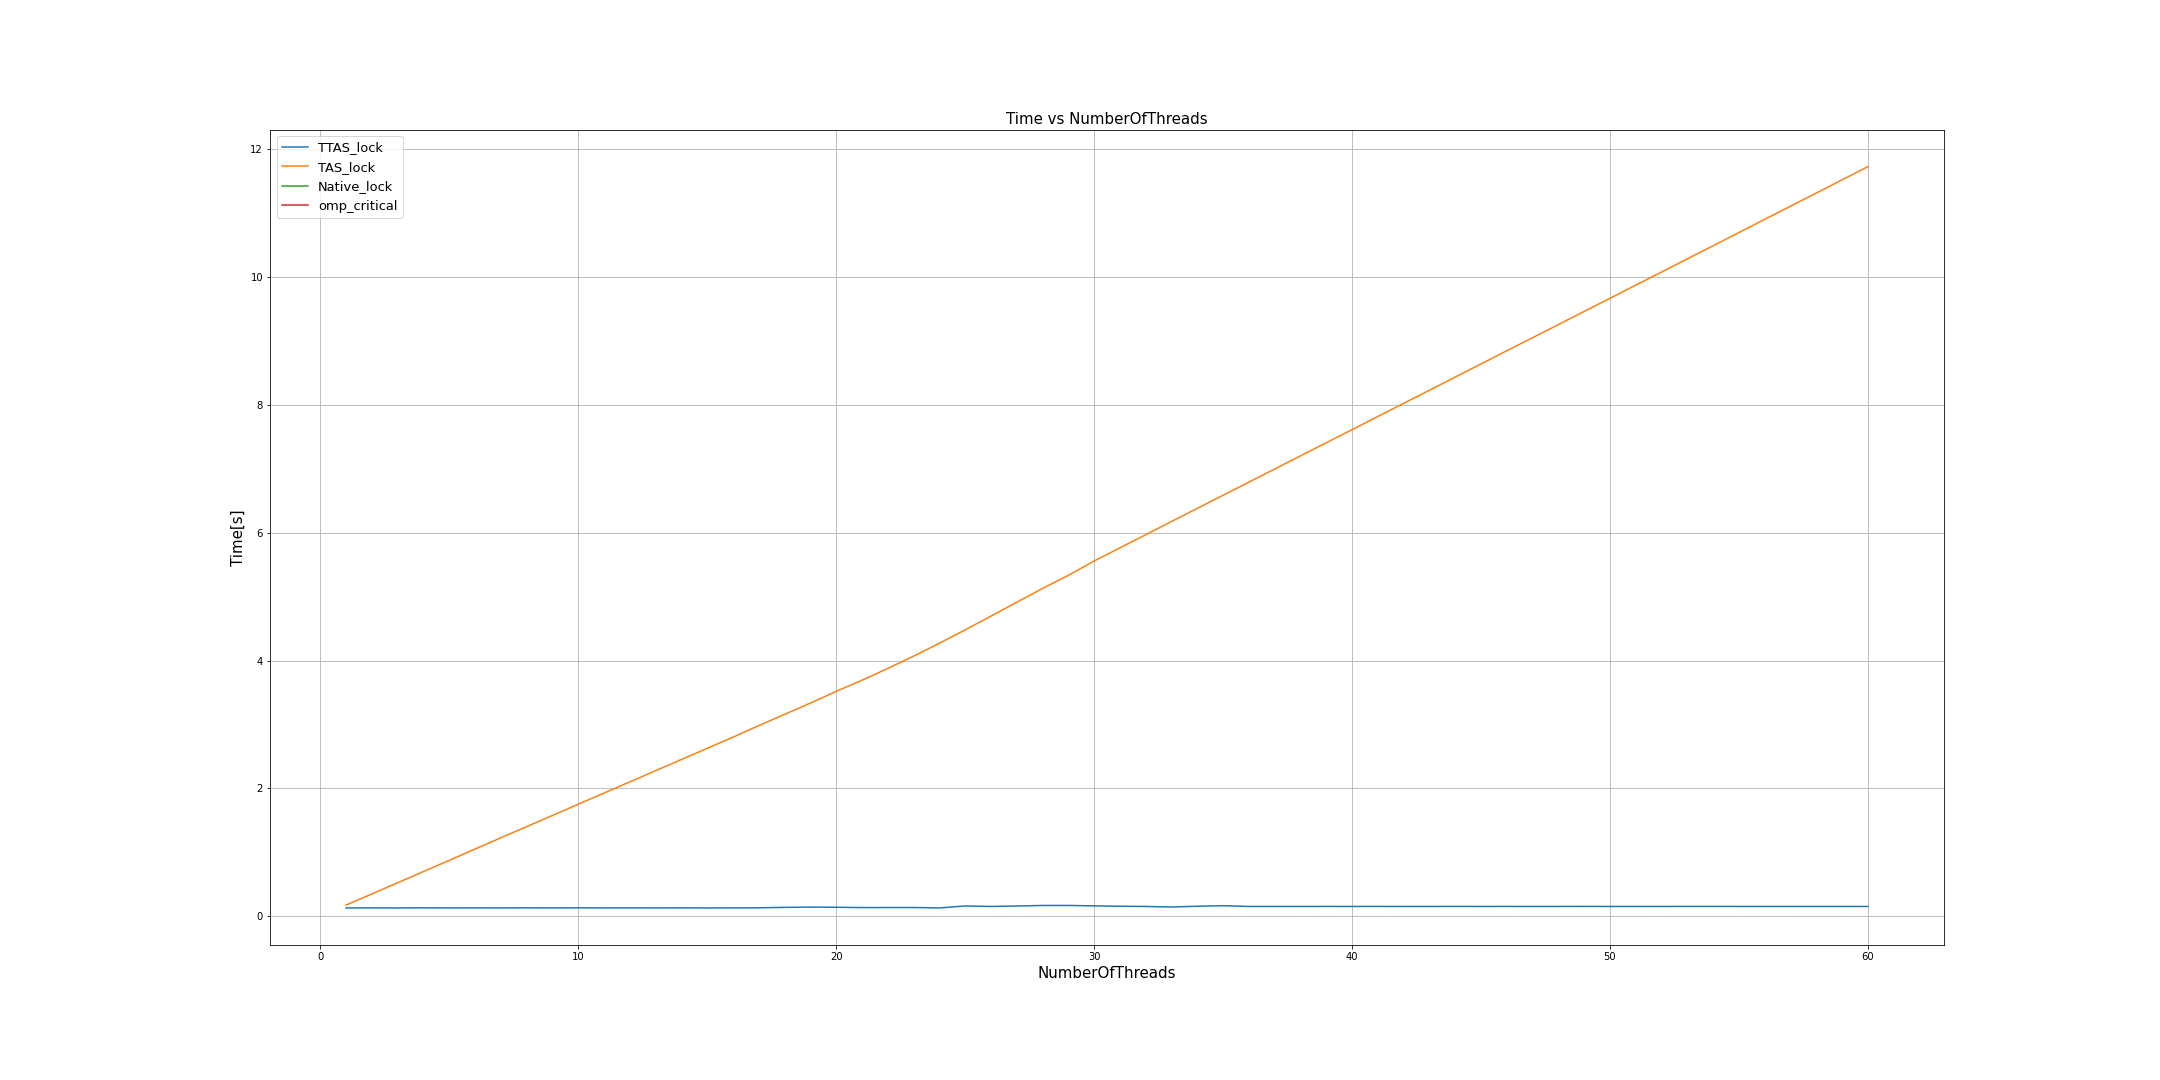 Time vs NumberOfThreads
TTAS_lock
TAS_lock
Native_lock
omp_critical
12
10
8
6
4
2
0
Time[s]
0 10 20 30 40 50 60
NumberOfThreads